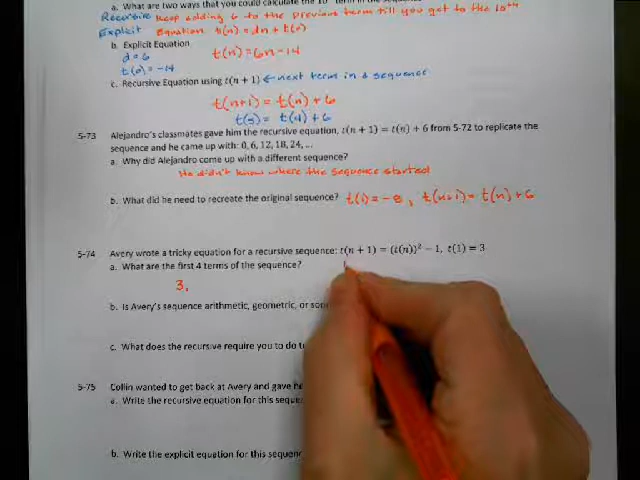 a. What are two ways that you could calculate the 10th term in the
Recursive keep adding 6 to the previous term till you get to the 10th
Explicit Equation t(n) = dn + t(0)
b. Explicit Equation
d = 6
t(0) = -14
t(n) = 6n - 14
c. Recursive Equation using t(n + 1) ← next term in a sequence
t(n+1) = t(n) + 6
t(5) = t(4) + 6
5-73 Alejandro's classmates gave him the recursive equation, t(n + 1) = t(n) + 6 from 5-72 to replicate the
sequence and he came up with: 0, 6, 12, 18, 24, ...
a. Why did Alejandro come up with a different sequence?
He didn't know where the sequence started
b. What did he need to recreate the original sequence? t(1) = -8, t(n+1) = t(n) + 6
5-74 Avery wrote a tricky equation for a recursive sequence: t(n + 1) = (t(n))² − 1, t(1) = 3
a. What are the first 4 terms of the sequence?
3,
b. Is Avery's sequence arithmetic, geometric, or
c. What does the recursive require you to do
5-75 Collin wanted to get back at Avery and gave
a. Write the recursive equation for this
b. Write the explicit equation for this